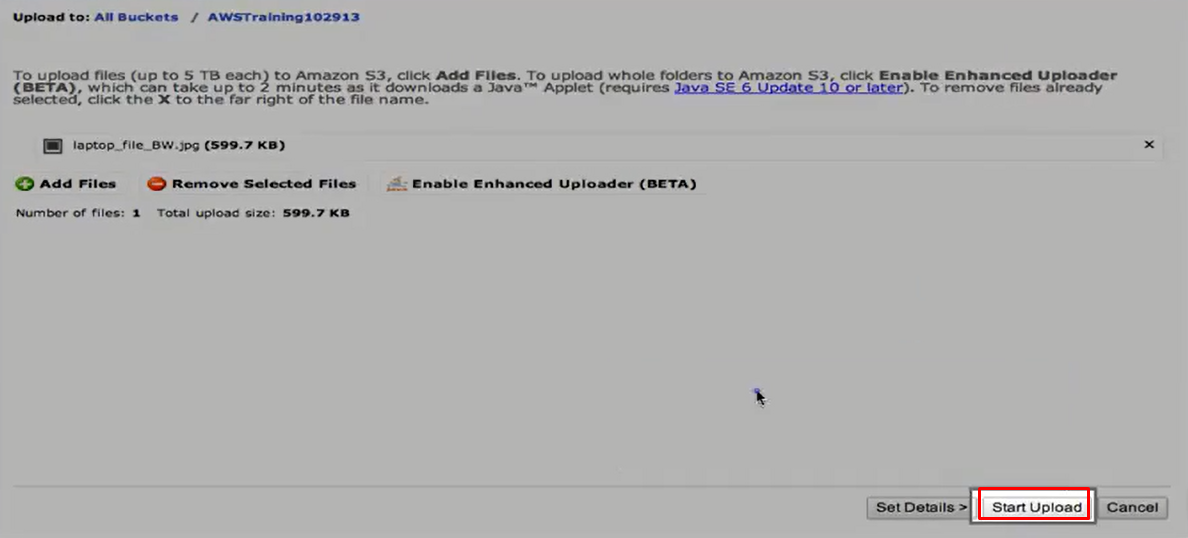 Upload to: All Buckets / AWSTraining102913
To upload files (up to 5 TB each) to Amazon S3, click Add Files. To upload whole folders to Amazon S3, click Enable Enhanced Uploader
(BETA), which can take up to 2 minutes as it downloads a Java™ Applet (requires Java SE 6 Update 10 or later). To remove files already
selected, click the X to the far right of the file name.
laptop_file_BW.jpg (599.7 KB) ×
Add Files Remove Selected Files Enable Enhanced Uploader (BETA)
Number of files: 1 Total upload size: 599.7 KB
Set Details > Start Upload Cancel